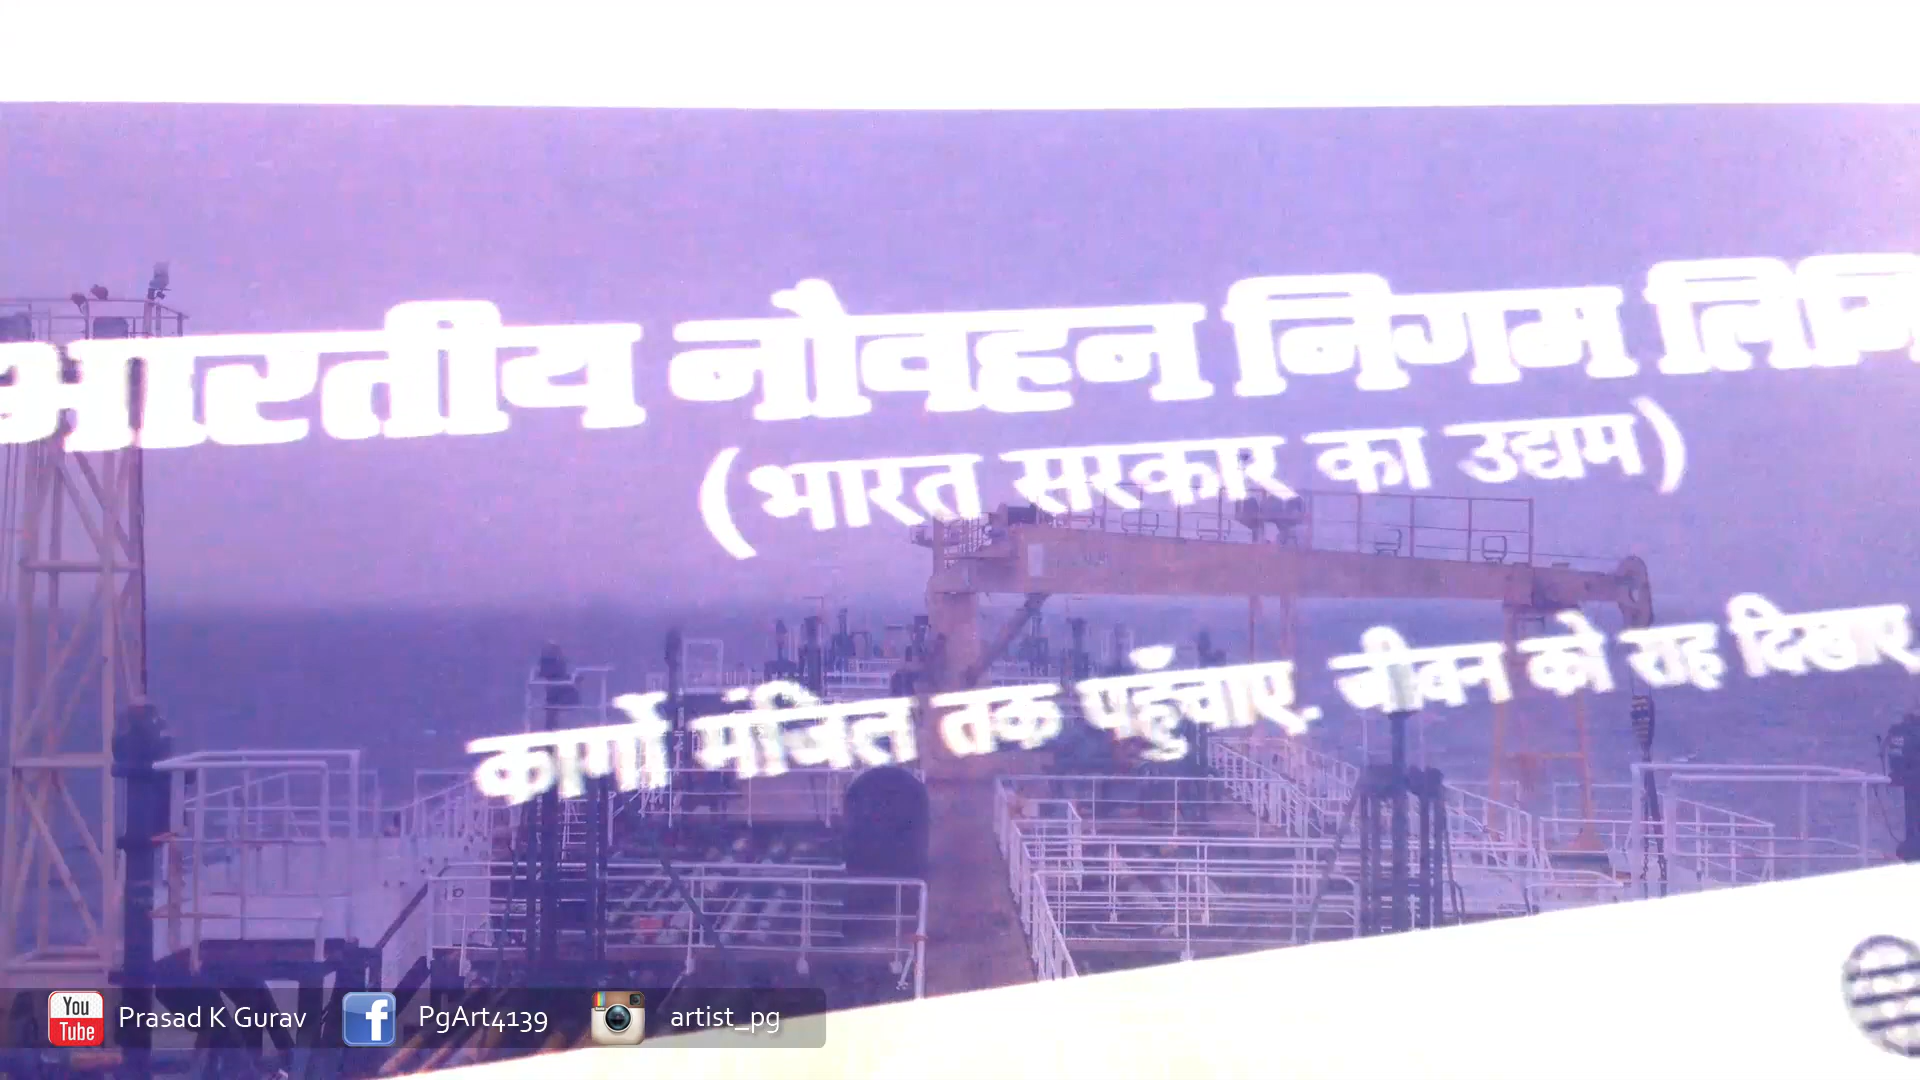 भारतीय नौवहन निगम
(भारत सरकार का उद्यम)
कार्गो मंजिल तक पहुँचाए, जीवन को राह दिखाए
You Tube Prasad K Gurav f PgArt4139 artist_pg